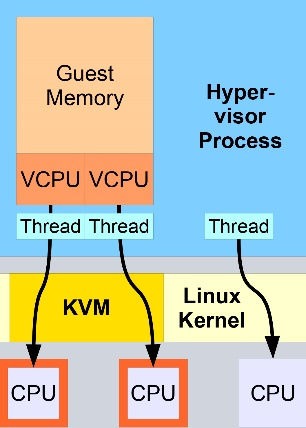 Guest
Memory
Hyper-
visor
Process
VCPU VCPU
Thread Thread Thread
KVM
Linux
Kernel
CPU CPU CPU